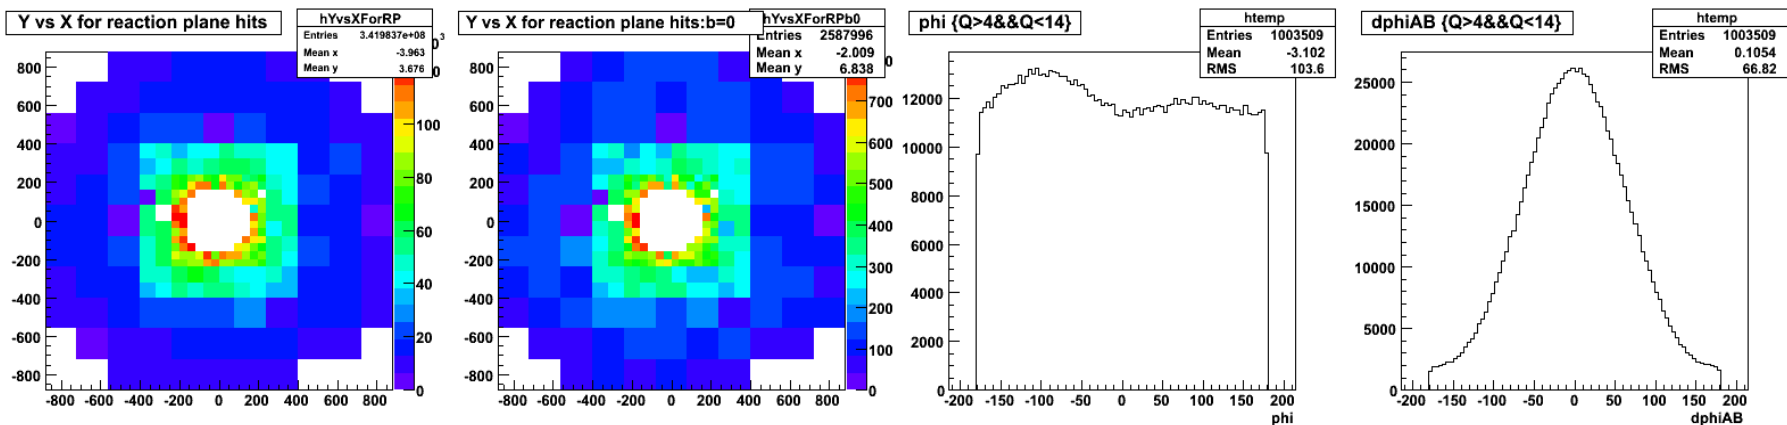 Y vs X for reaction plane hits
hYvsXForRP
Entries 3.419837e+08
Mean x -3.963
Mean y 3.676
800
600
400
200
0
-200
-400
-600
-800
-800 -600 -400 -200 0 200 400 600 800
100
80
60
40
20
0
Y vs X for reaction plane hits:b=0
hYvsXForRPb0
Entries 2587996
Mean x -2.009
Mean y 6.838
800
600
400
200
0
-200
-400
-600
-800
-800 -600 -400 -200 0 200 400 600 800
700
600
500
400
300
200
100
0
phi {Q>4&&Q<14}
htemp
Entries 1003509
Mean -3.102
RMS 103.6
12000
10000
8000
6000
4000
2000
0
-200 -150 -100 -50 0 50 100 150 200
phi
dphiAB {Q>4&&Q<14}
htemp
Entries 1003509
Mean 0.1054
RMS 66.82
25000
20000
15000
10000
5000
0
-200 -150 -100 -50 0 50 100 150 200
dphiAB